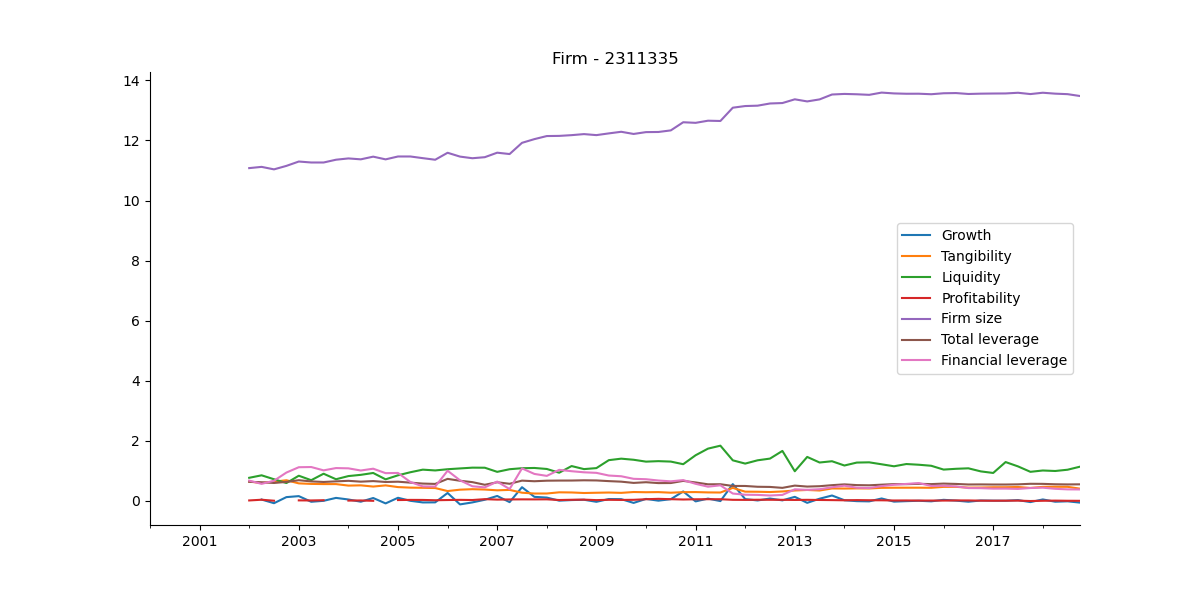 Firm - 2311335
14
12
10
8
6
4
2
0
Growth
Tangibility
Liquidity
Profitability
Firm size
Total leverage
Financial leverage
2001 2003 2005 2007 2009 2011 2013 2015 2017